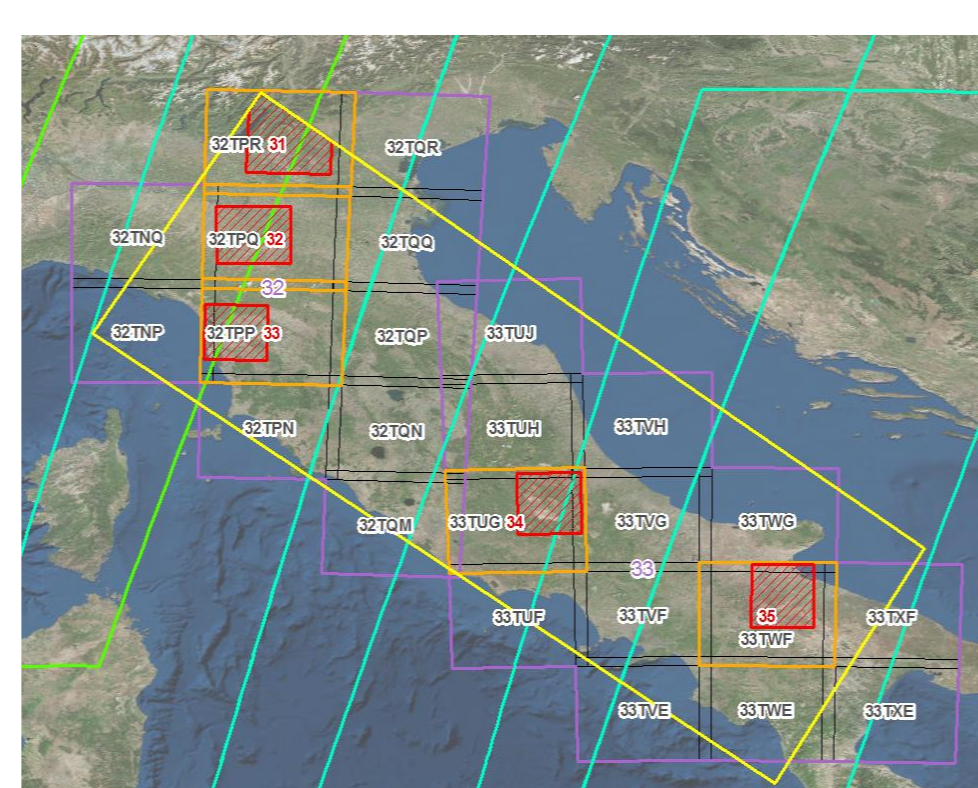 32TPR 31
32TQR
32TNQ
32TPQ 32
32TQQ
32
32TNP
32TPP 33
32TQP
33TUJ
32TPN
32TQN
33TUH
33TVH
32TQM
33TUG 34
33TVG
33TWG
33
33TUF
33TVF
35
33TWF
33TXF
33TVE
33TWE
33TXE